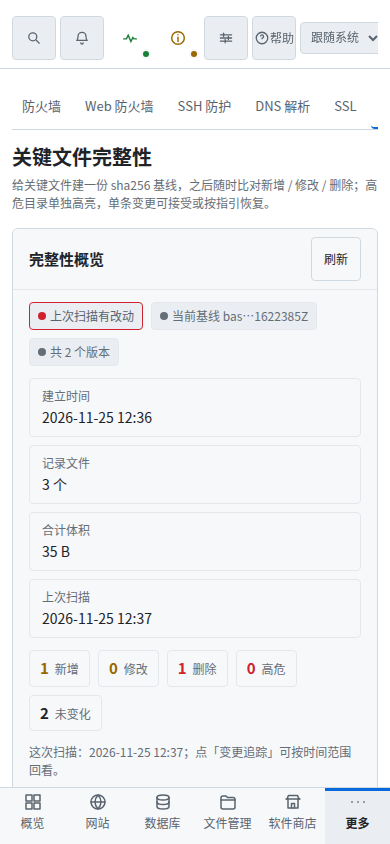 帮助 跟随系统
防火墙 Web 防火墙 SSH 防护 DNS 解析 SSL
关键文件完整性
给关键文件建一份 sha256 基线，之后随时比对新增 / 修改 / 删除；高
危目录单独高亮，单条变更可接受或按指引恢复。
完整性概览 刷新
上次扫描有改动 当前基线 bas···1622385Z
共 2 个版本
建立时间
2026-11-25 12:36
记录文件
3 个
合计体积
35 B
上次扫描
2026-11-25 12:37
1 新增 0 修改 1 删除 0 高危
2 未变化
这次扫描：2026-11-25 12:37；点「变更追踪」可按时间范围
回看。
概览 网站 数据库 文件管理 软件商店 更多